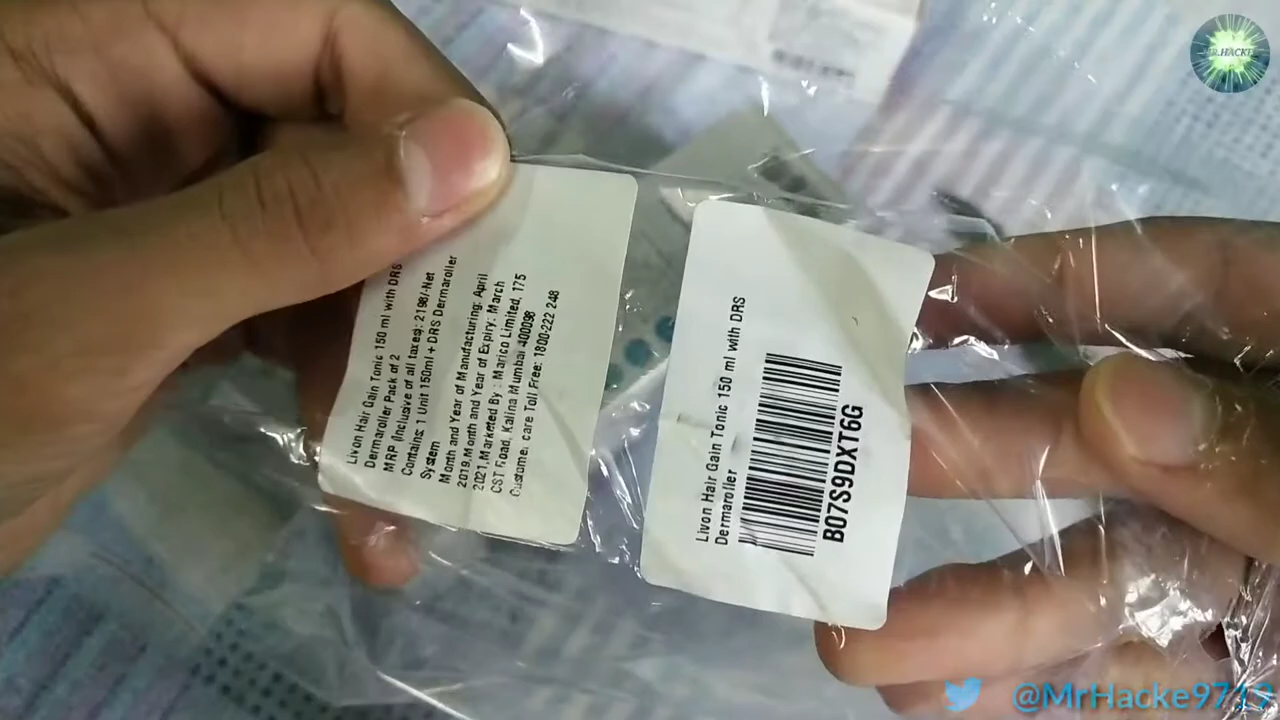 Livon Hair Gain Tonic 150 ml with DRS
Dermaroller Pack of 2
MRP (Inclusive of all taxes): 2198/-Net
Contains: 1 Unit 150ml + DRS Dermaroller
System
Month and Year of Manufacturing: April
2019,Month and Year of Expiry: March
2021,Marketed By : Marico Limited, 175
CST Road, Kalina Mumbai 400098
Custome. care Toll Free: 1800-222 248
Livon Hair Gain Tonic 150 ml with DRS
Dermaroller
B07S9DXT6G
MR.HACKE
@MrHacke9719